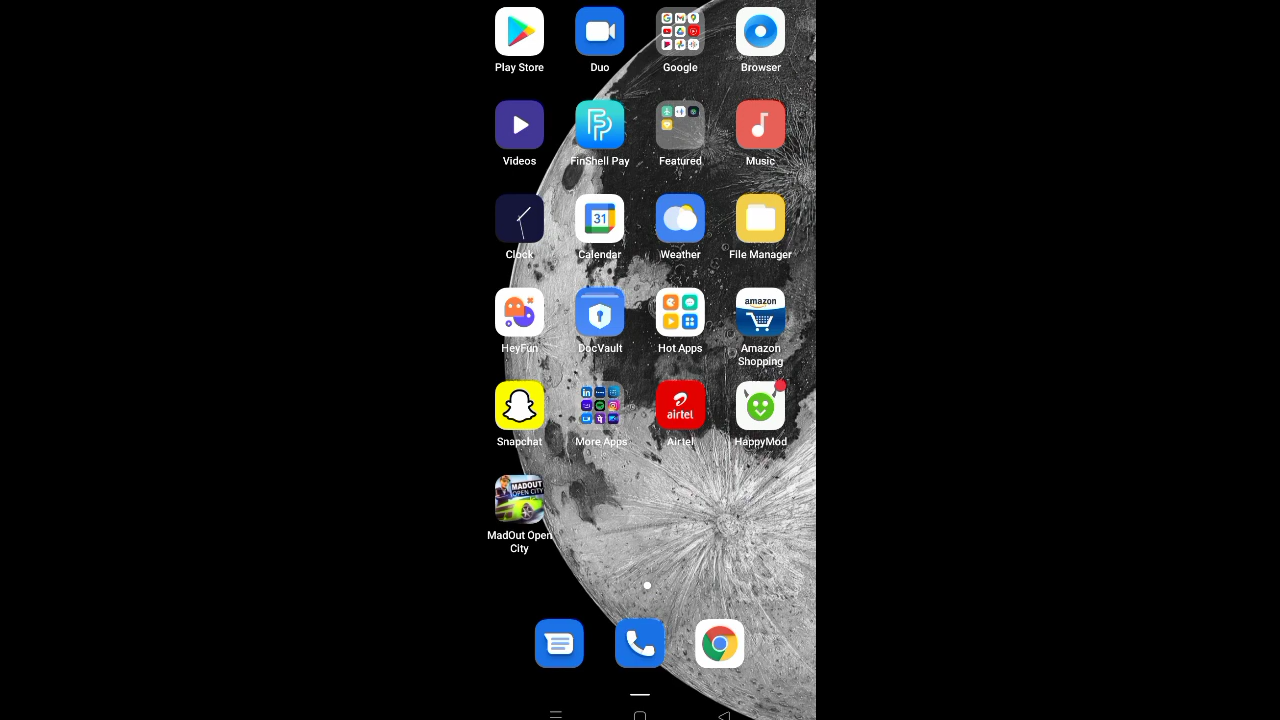 Play Store
Duo
Google
Browser
Videos
FinShell Pay
Featured
Music
31
Clock
Calendar
Weather
File Manager
amazon
HeyFun
DocVault
Hot Apps
Amazon
Shopping
airtel
Snapchat
More Apps
Airtel
HappyMod
MADOUT
OPEN CITY
MadOut Open
City